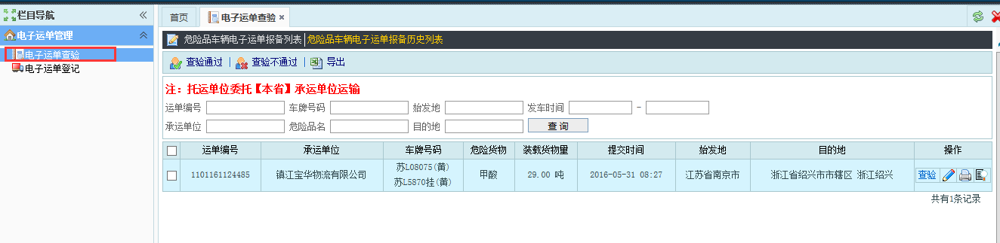 栏目导航
首页
电子运单查验
电子运单管理
电子运单查验
电子运单登记
危险品车辆电子运单报备列表|危险品车辆电子运单报备历史列表
查验通过 | 查验不通过 | 导出
注：托运单位委托【本省】承运单位运输
运单编号 车牌号码 始发地 发车时间 -
承运单位 危险品名 目的地 查 询
运单编号 承运单位 车牌号码 危险货物 装载货物量 提交时间 始发地 目的地 操作
1101161124485 镇江宝华物流有限公司 苏L08075(黄) 甲酸 29.00 吨 2016-05-31 08:27 江苏省南京市 浙江省绍兴市市辖区 浙江绍兴 查验
苏L5870挂(黄)
共有1条记录